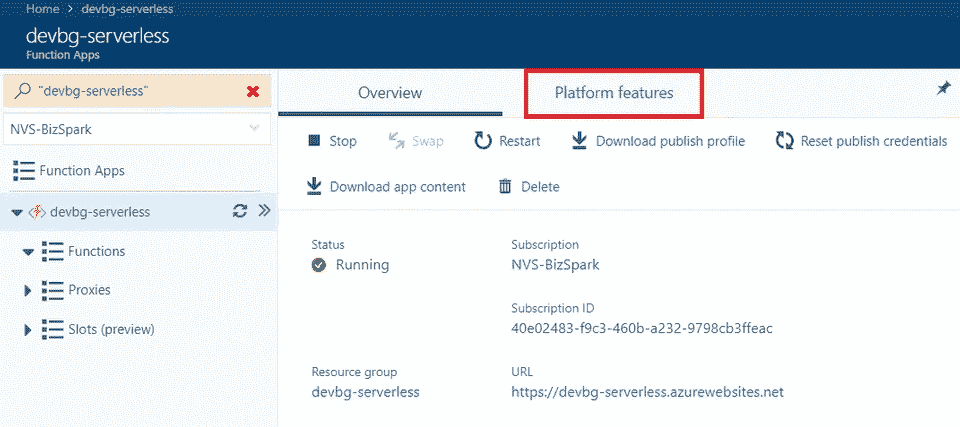 Home > devbg-serverless
devbg-serverless
Function Apps
"devbg-serverless"
NVS-BizSpark
Function Apps
devbg-serverless
Functions
Proxies
Slots (preview)
Overview
Platform features
Stop
Swap
Restart
Download publish profile
Reset publish credentials
Download app content
Delete
Status
Running
Subscription
NVS-BizSpark
Subscription ID
40e02483-f9c3-460b-a232-9798cb3ffeac
Resource group
devbg-serverless
URL
https://devbg-serverless.azurewebsites.net